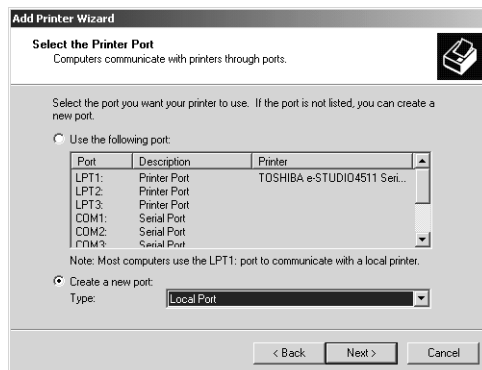 Add Printer Wizard
Select the Printer Port
Computers communicate with printers through ports.
Select the port you want your printer to use. If the port is not listed, you can create a
new port.
Use the following port:
Port Description Printer
LPT1: Printer Port TOSHIBA e-STUDIO4511 Seri...
LPT2: Printer Port
LPT3: Printer Port
COM1: Serial Port
COM2: Serial Port
COM3: Serial Port
Note: Most computers use the LPT1: port to communicate with a local printer.
Create a new port:
Type: Local Port
< Back Next > Cancel